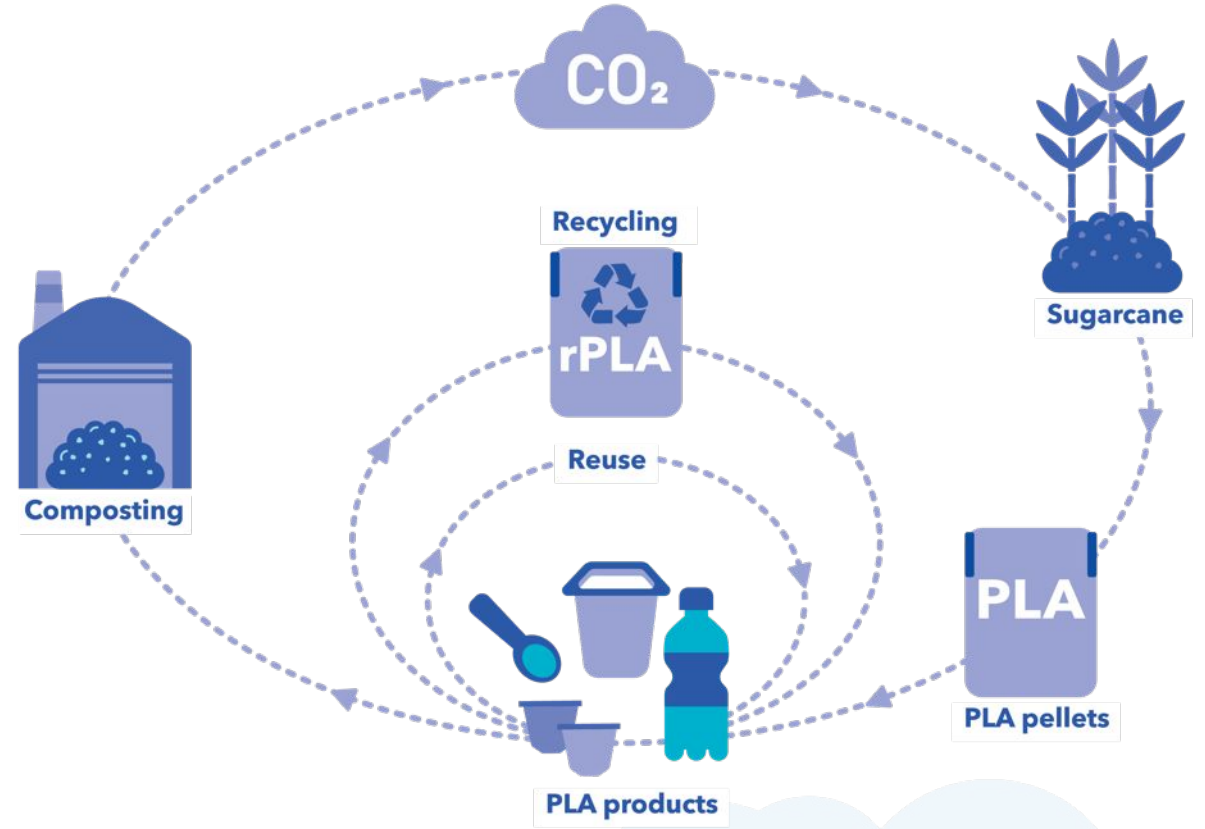 CO₂
Recycling
rPLA
Sugarcane
Reuse
Composting
PLA
PLA pellets
PLA products